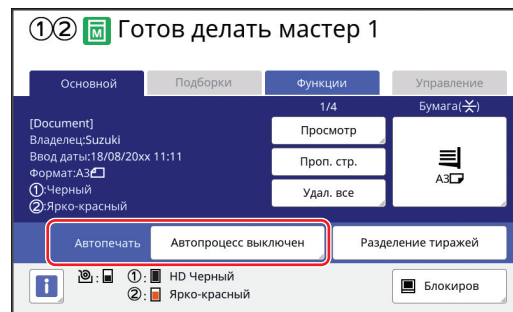 ①② M Готов делать мастер 1
Основной Подборки Функции Управление
1/4 Бумага(
[Document]
Владелец:Suzuki
Ввод даты:18/08/20xx 11:11
Формат:A3
①:Черный
②:Ярко-красный
Просмотр
Проп. стр.
Удал. все
A3
Автопечать Автопроцесс выключен Разделение тиражей
i : ①: HD Черный
②: Ярко-красный
Блокиров